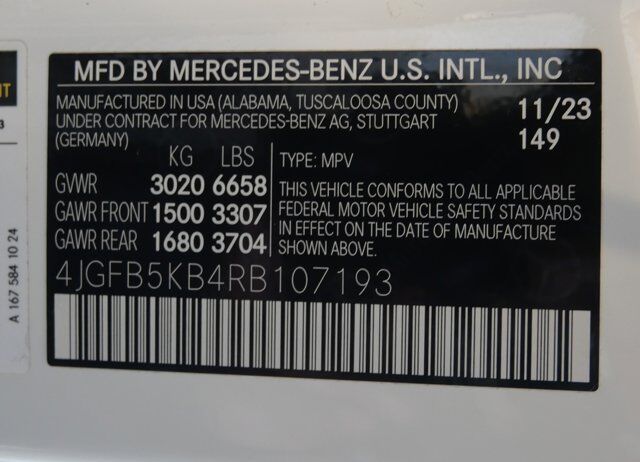 MFD BY MERCEDES-BENZ U.S. INTL., INC
MANUFACTURED IN USA (ALABAMA, TUSCALOOSA COUNTY)
UNDER CONTRACT FOR MERCEDES-BENZ AG, STUTTGART
(GERMANY)
11/23
149
KG LBS
GVWR 3020 6658
GAWR FRONT 1500 3307
GAWR REAR 1680 3704
TYPE: MPV
THIS VEHICLE CONFORMS TO ALL APPLICABLE
FEDERAL MOTOR VEHICLE SAFETY STANDARDS
IN EFFECT ON THE DATE OF MANUFACTURE
SHOWN ABOVE.
4JGFB5KB4RB107193
A 167 584 10 24